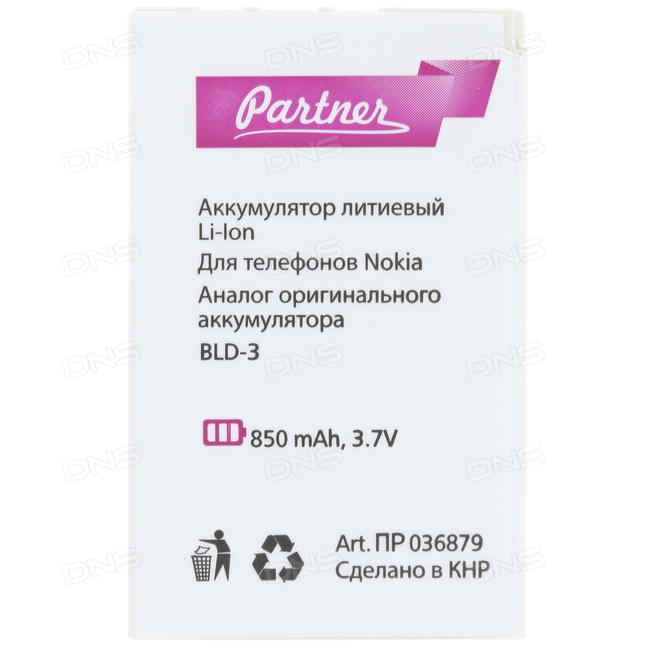 Partner
Аккумулятор литиевый
Li-Ion
Для телефонов Nokia
Аналог оригинального
аккумулятора
BLD-3
850 mAh, 3.7V
Art. ПР 036879
Сделано в КНР
DNS